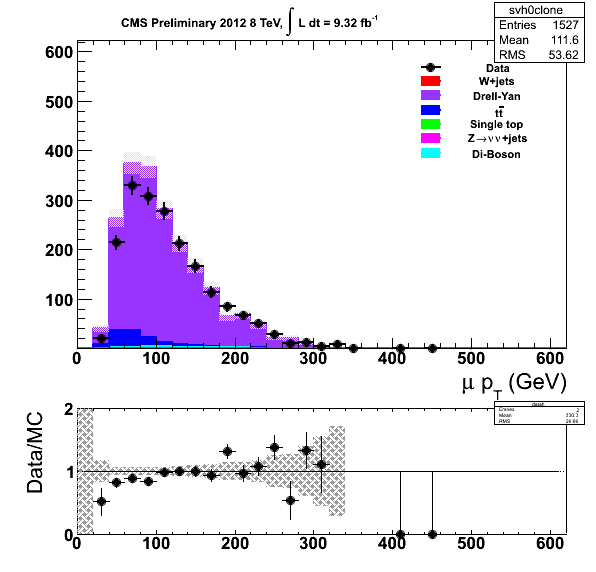 CMS Preliminary 2012 8 TeV, ∫ L dt = 9.32 fb⁻¹
svh0clone
Entries 1527
Mean 111.6
RMS 53.62
600
500
400
300
200
100
Data
W+jets
Drell-Yan
tt̅
Single top
Z→νν+jets
Di-Boson
0 100 200 300 400 500 600
μ p_T (GeV)
Data/MC
2
1
0
Entries 2
0 100 200 300 400 500 600